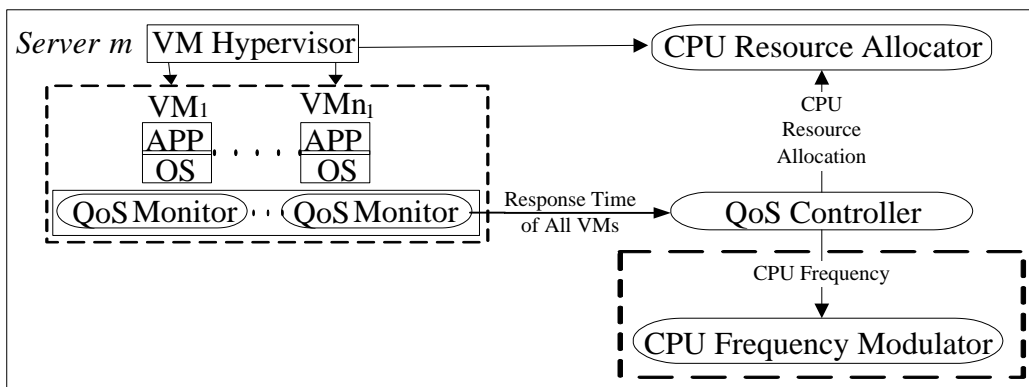 Server m
VM Hypervisor
CPU Resource Allocator
VM1
VMn1
APP
APP
OS
OS
CPU
Resource
Allocation
QoS Monitor
QoS Monitor
Response Time
of All VMs
QoS Controller
CPU Frequency
CPU Frequency Modulator